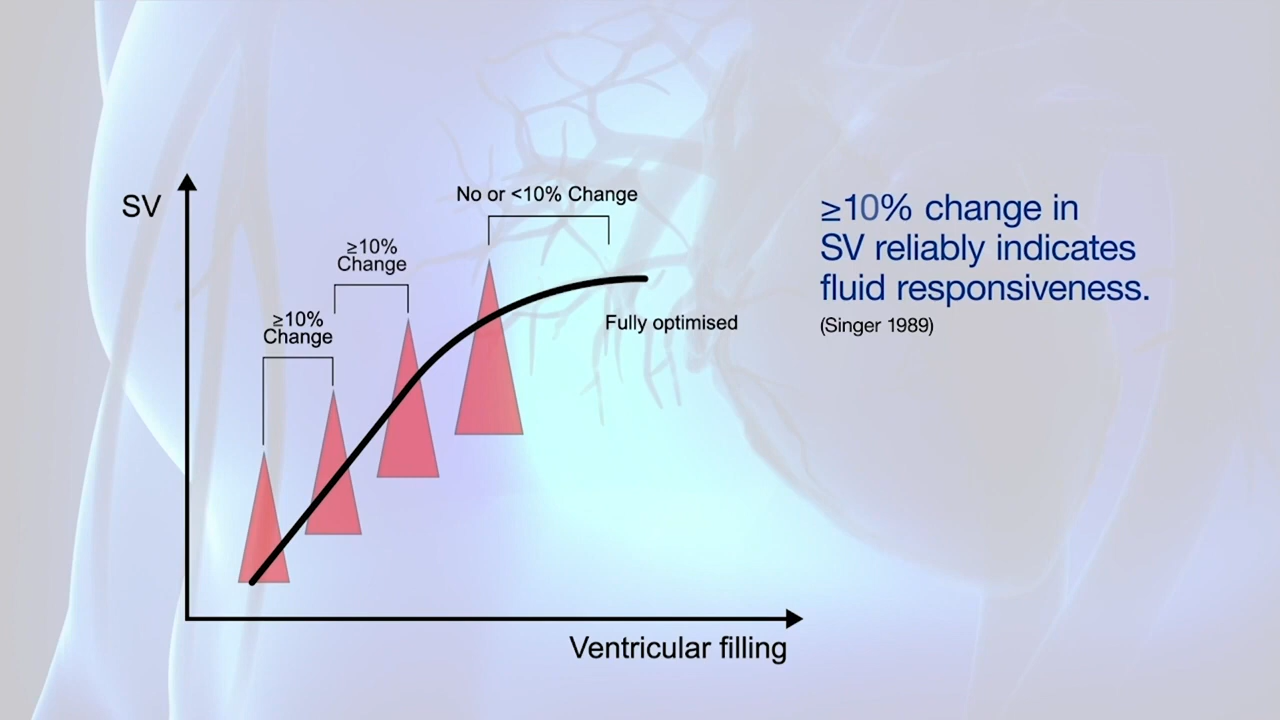 SV
No or <10% Change
≥10%
Change
≥10%
Change
Fully optimised
Ventricular filling
≥10% change in
SV reliably indicates
fluid responsiveness.
(Singer 1989)